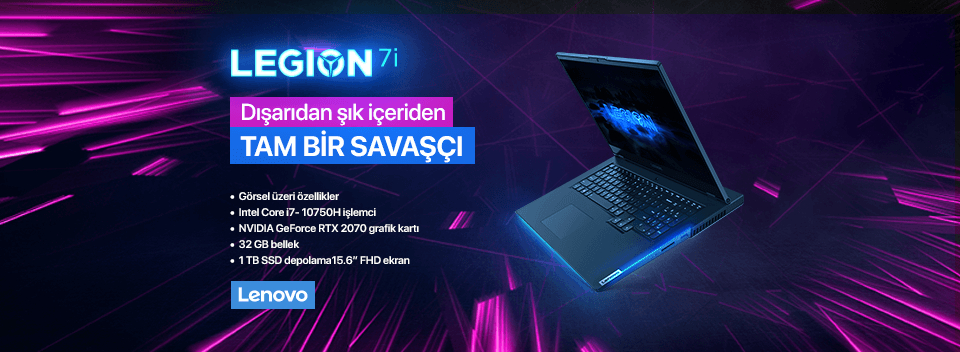 LEGION 7i
Dışarıdan şık içeriden
TAM BİR SAVAŞÇI
• Görsel üzeri özellikler
• Intel Core i7- 10750H işlemci
• NVIDIA GeForce RTX 2070 grafik kartı
• 32 GB bellek
• 1 TB SSD depolama15.6” FHD ekran
Lenovo
LEGION